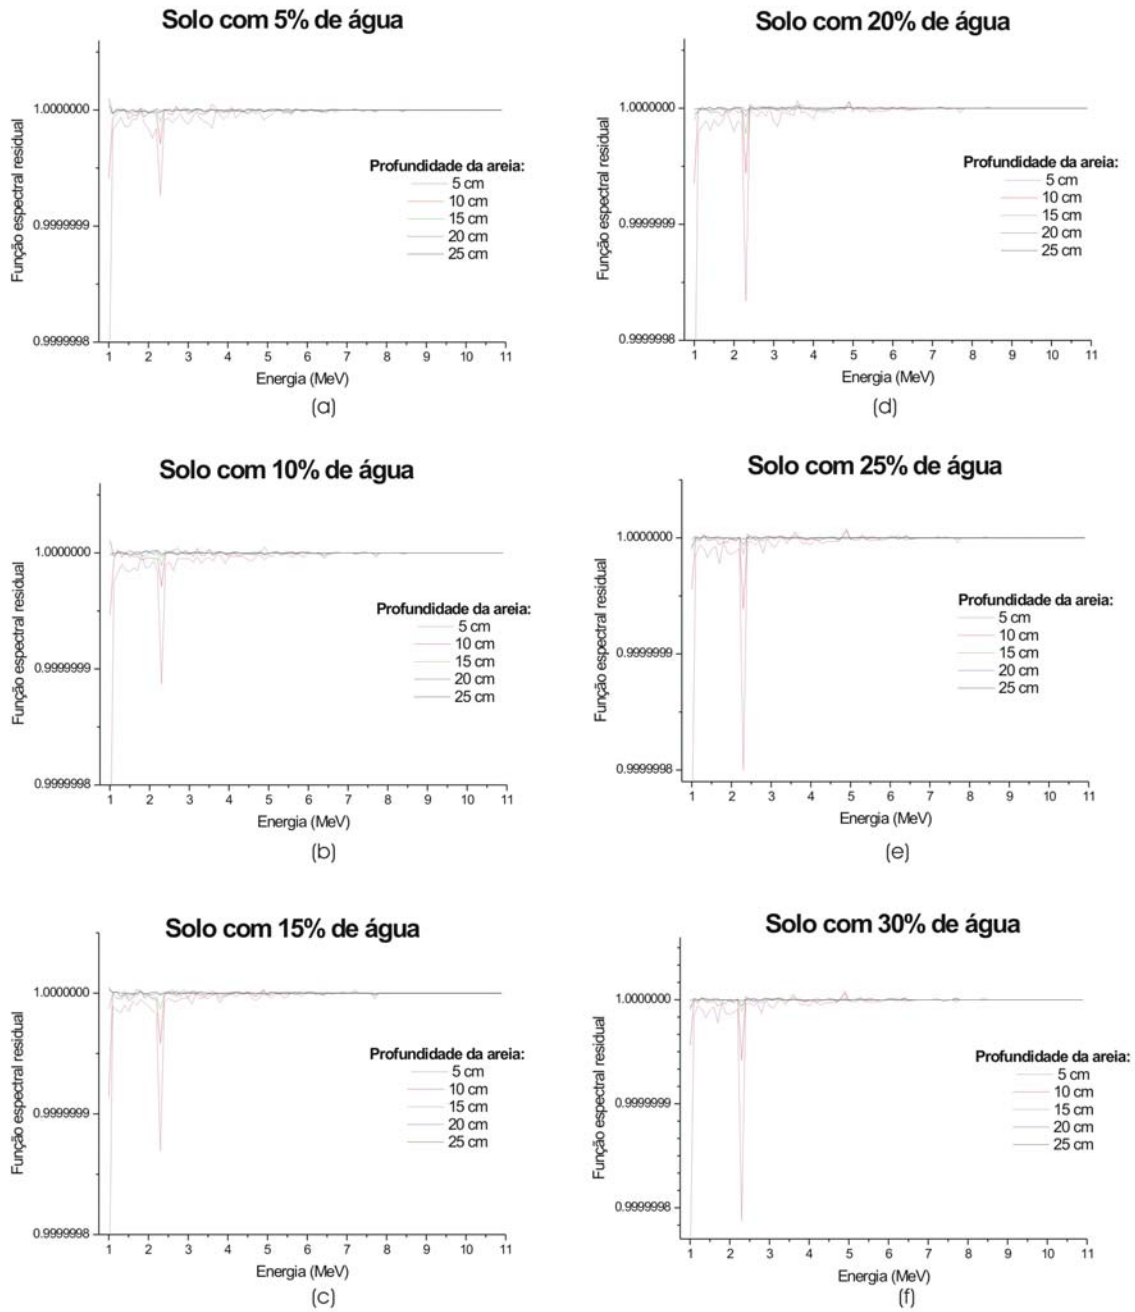 Solo com 5% de água
Função espectral residual
1.0000000
0.9999999
0.9999998
Profundidade da areia:
5 cm
10 cm
15 cm
20 cm
25 cm
1 2 3 4 5 6 7 8 9 10 11
Energia (MeV)
(a)
Solo com 20% de água
Função espectral residual
1.0000000
0.9999999
0.9999998
Profundidade da areia:
5 cm
10 cm
15 cm
20 cm
25 cm
1 2 3 4 5 6 7 8 9 10 11
Energia (MeV)
(d)
Solo com 10% de água
Função espectral residual
1.0000000
0.9999999
0.9999998
Profundidade da areia:
5 cm
10 cm
15 cm
20 cm
25 cm
1 2 3 4 5 6 7 8 9 10 11
Energia (MeV)
(b)
Solo com 25% de água
Função espectral residual
1.0000000
0.9999999
0.9999998
Profundidade da areia:
5 cm
10 cm
15 cm
20 cm
25 cm
1 2 3 4 5 6 7 8 9 10 11
Energia (MeV)
(e)
Solo com 15% de água
Função espectral residual
1.0000000
0.9999999
0.9999998
Profundidade da areia:
5 cm
10 cm
15 cm
20 cm
25 cm
1 2 3 4 5 6 7 8 9 10 11
Energia (MeV)
(c)
Solo com 30% de água
Função espectral residual
1.0000000
0.9999999
0.9999998
Profundidade da areia:
5 cm
10 cm
15 cm
20 cm
25 cm
1 2 3 4 5 6 7 8 9 10 11
Energia (MeV)
(f)